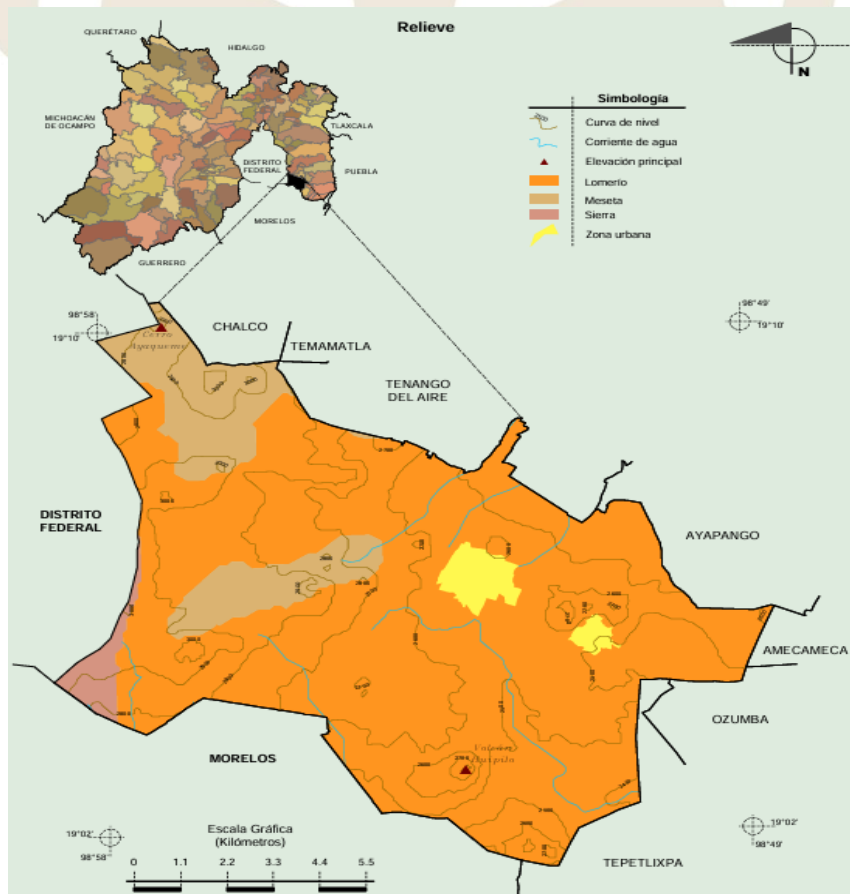 Relieve
QUERÉTARO
HIDALGO
MICHOACÁN
DE OCAMPO
TLAXCALA
DISTRITO
FEDERAL
PUEBLA
MORELOS
GUERRERO
N
Simbología
Curva de nivel
Corriente de agua
Elevación principal
Lomerío
Meseta
Sierra
Zona urbana
98°58'
19°10'
98°49'
19°10'
CHALCO
TEMAMATLA
Cerro
Ayaqueme
TENANGO
DEL AIRE
DISTRITO
FEDERAL
AYAPANGO
AMECAMECA
OZUMBA
MORELOS
Volcán
TEPETLIXPA
19°02'
98°58'
19°02'
98°49'
Escala Gráfica
(Kilómetros)
0 1.1 2.2 3.3 4.4 5.5